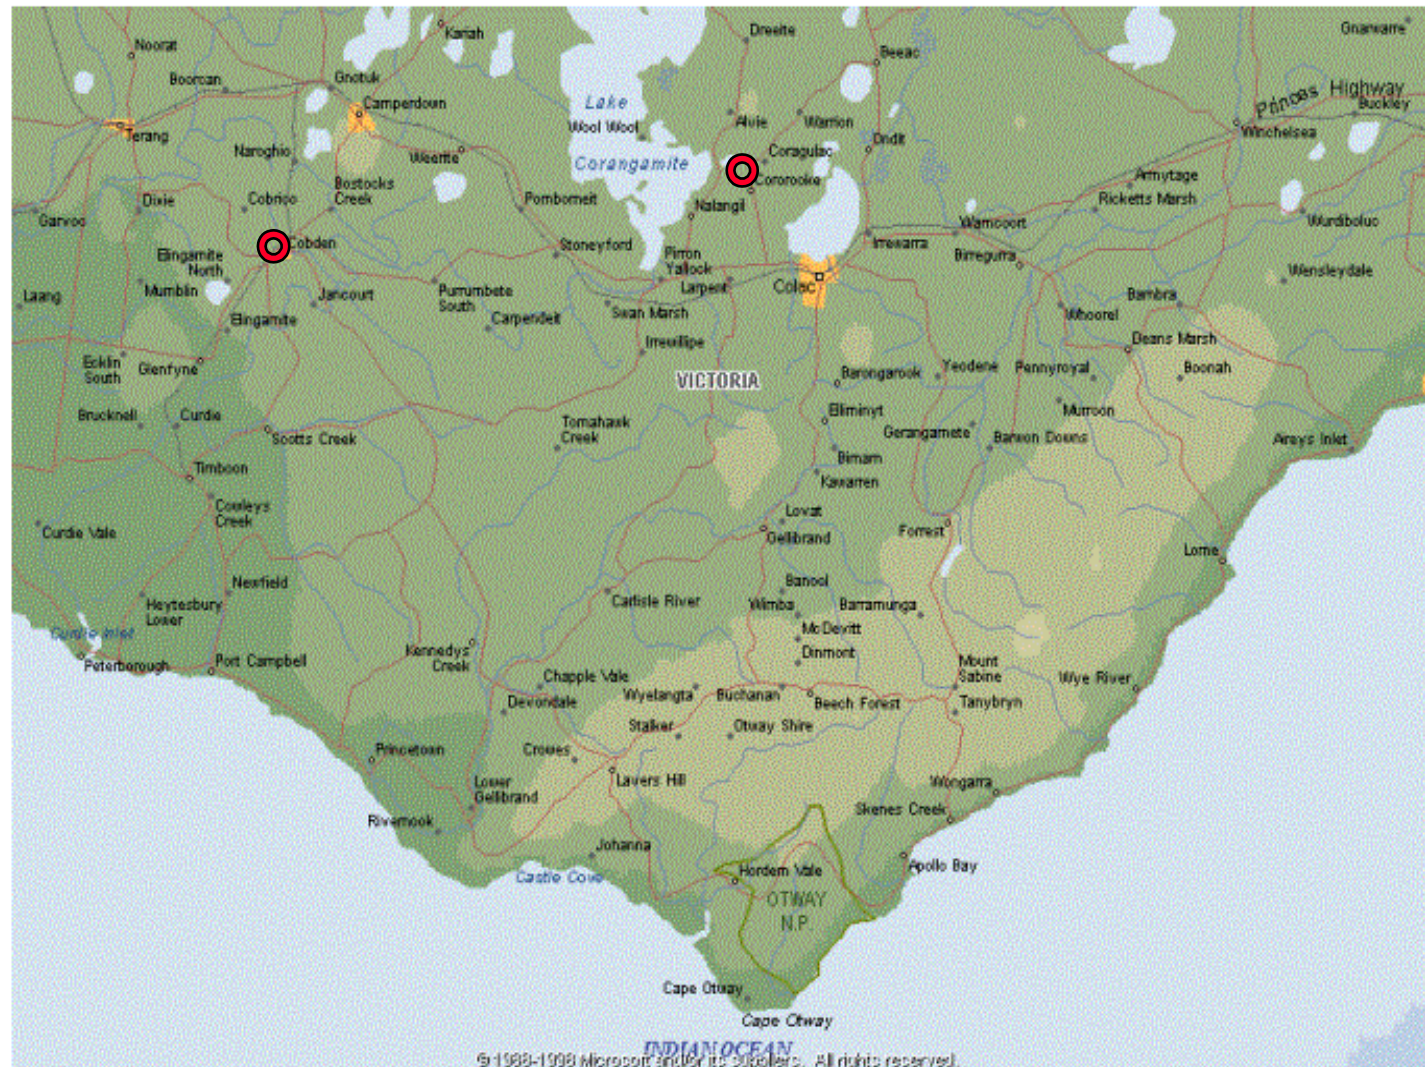 Noorat
Kariah
Dreeite
Gnarwarre
Beeac
Boorcan
Gnotuk
Princes Highway
Buckley
Camperdown
Lake
Corangamite
Wool Wool
Alvie
Warrion
Winchelsea
Terang
Ondit
Naroghio
Weerite
Coragulac
Cororooke
Armytage
Bostocks
Creek
Dixie
Cobrico
Pomborneit
Nalangil
Ricketts Marsh
Garvoc
Warncoort
Wurdiboluc
Cobden
Stoneyford
Irrewarra
Elingamite
North
Pirron
Yallock
Birregurra
Wensleydale
Mumblin
Larpent
Colac
Laang
Jancourt
Purrumbete
South
Bambra
Elingamite
Carpendeit
Swan Marsh
Whoorel
Irrewillipe
Deans Marsh
Ecklin
South
Glenfyne
VICTORIA
Barongarook
Yeodene
Pennyroyal
Boonah
Brucknell
Curdie
Tomahawk
Creek
Elliminyt
Murroon
Scotts Creek
Gerangamete
Barwon Downs
Aireys Inlet
Birnam
Timboon
Kawarren
Cowleys
Creek
Lovat
Curdie Vale
Gellibrand
Forrest
Lorne
Newfield
Banool
Heytesbury
Lower
Carlisle River
Wimba
Barramunga
McDevitt
Curdie Inlet
Dinmont
Peterborough
Port Campbell
Kennedys
Creek
Mount
Sabine
Chapple Vale
Wyelangta
Buchanan
Beech Forest
Wye River
Devondale
Tanybryn
Stalker
Otway Shire
Princetown
Crowes
Lavers Hill
Wongarra
Lower
Gellibrand
Skenes Creek
Rivernook
Johanna
Apollo Bay
Castle Cove
Hordern Vale
OTWAY
N.P.
Cape Otway
Cape Otway
INDIAN OCEAN
© 1988-1998 Microsoft and/or its suppliers. All rights reserved.